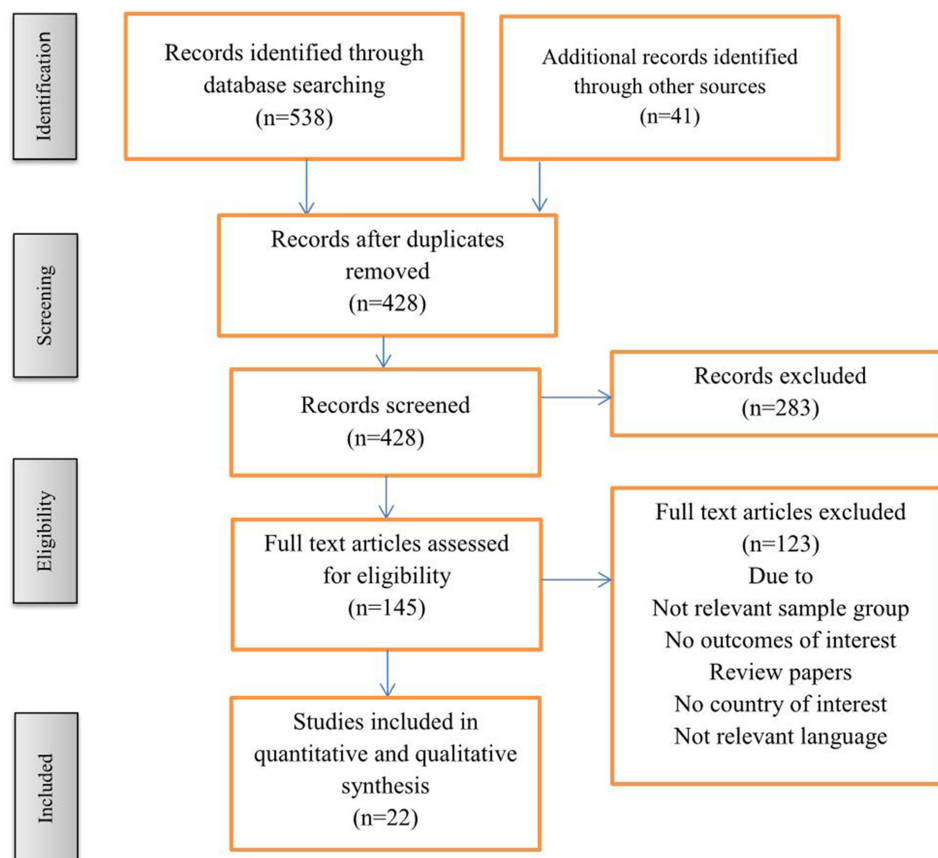 Identification
Records identified through
database searching
(n=538)
Additional records identified
through other sources
(n=41)
Screening
Records after duplicates
removed
(n=428)
Records screened
(n=428)
Records excluded
(n=283)
Eligibility
Full text articles assessed
for eligibility
(n=145)
Full text articles excluded
(n=123)
Due to
Not relevant sample group
No outcomes of interest
Review papers
No country of interest
Not relevant language
Included
Studies included in
quantitative and qualitative
synthesis
(n=22)